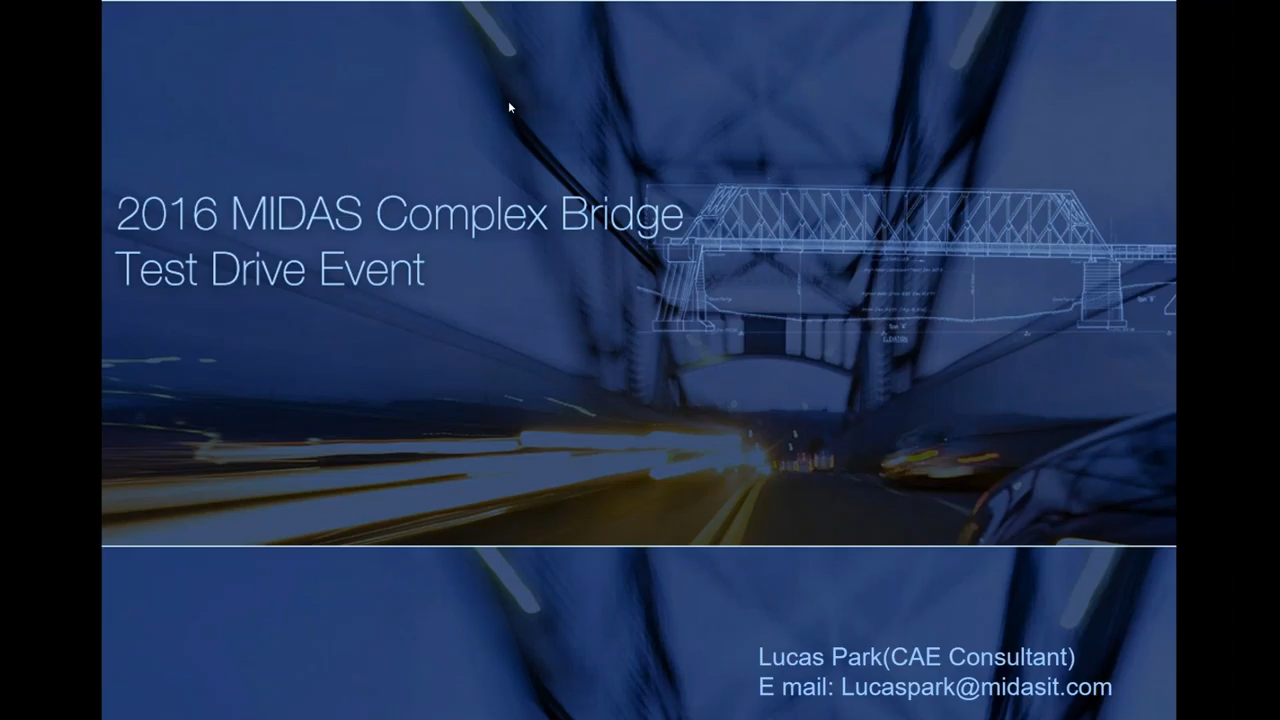 2016 MIDAS Complex Bridge
Test Drive Event
Lucas Park(CAE Consultant)
E mail: Lucaspark@midasit.com